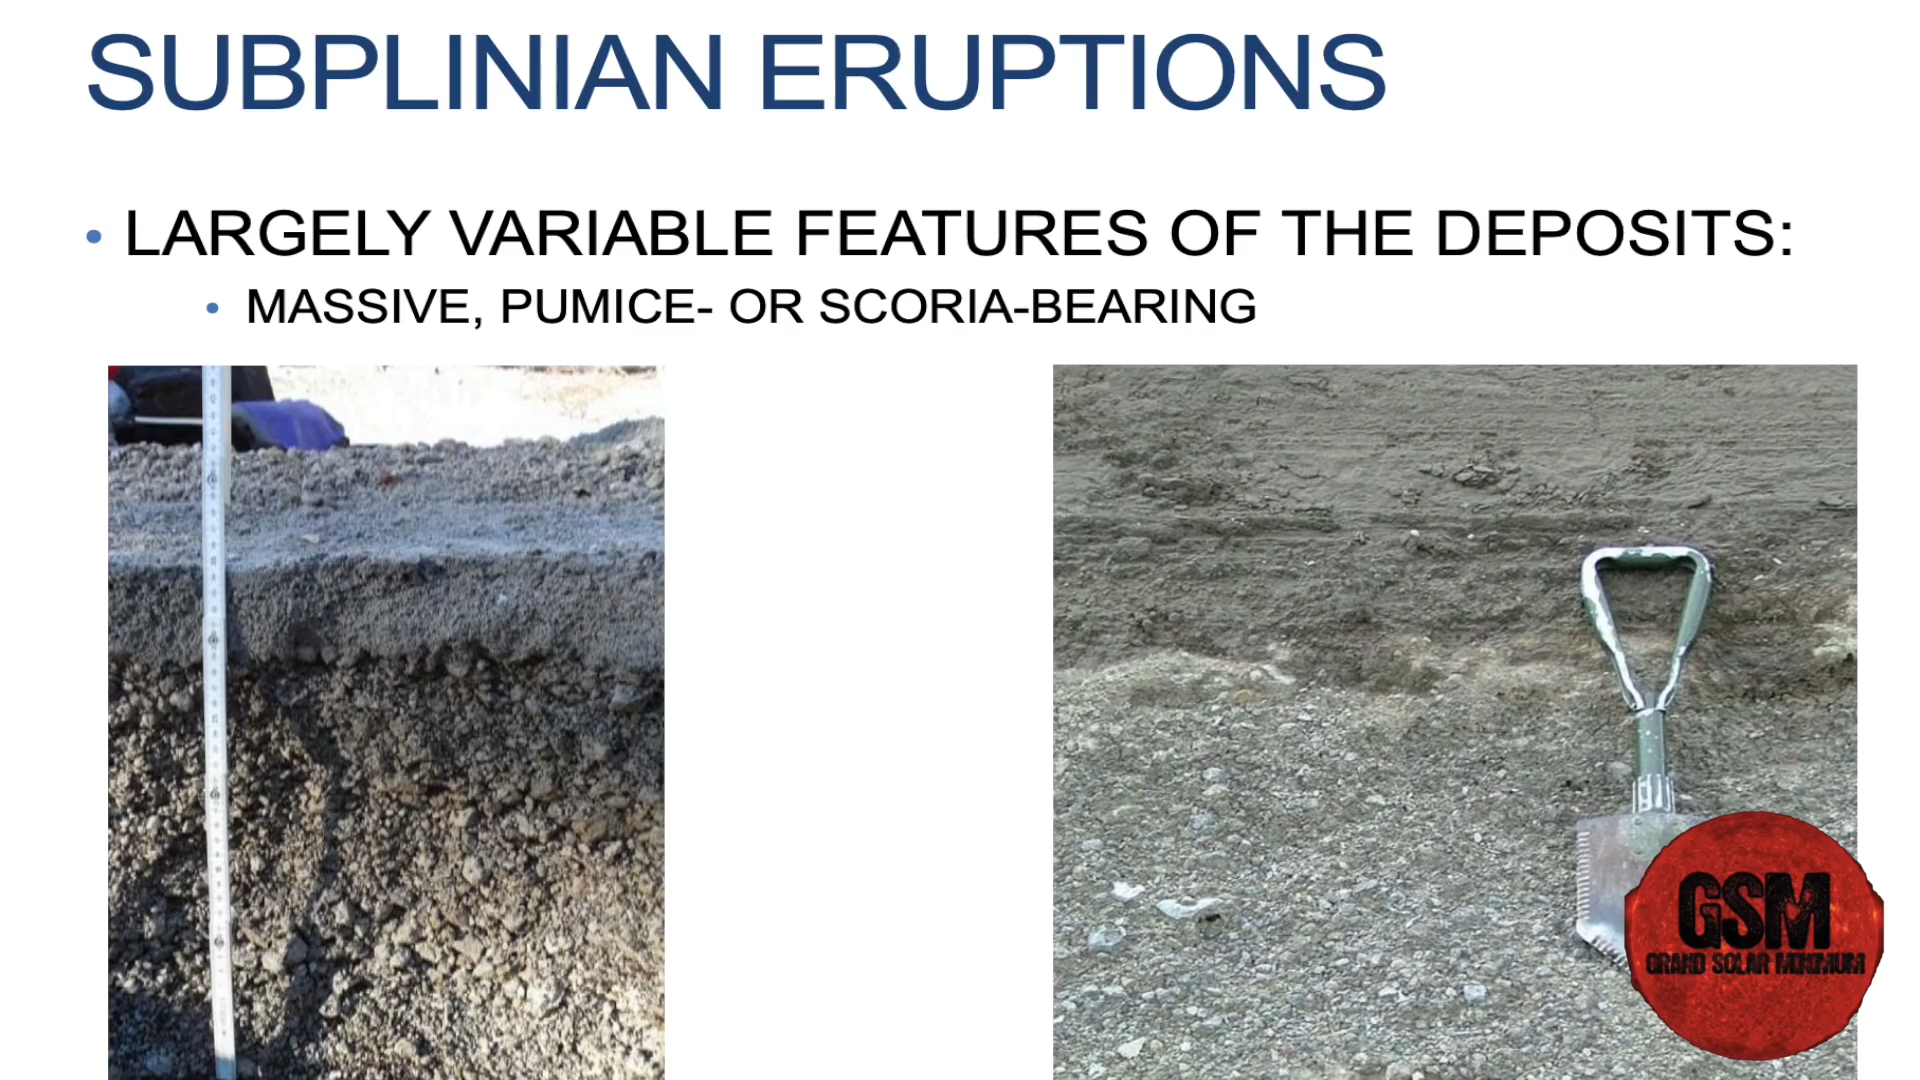 SUBPLINIAN ERUPTIONS
• LARGELY VARIABLE FEATURES OF THE DEPOSITS:
• MASSIVE, PUMICE- OR SCORIA-BEARING
GSM
GRAND SOLAR MINIMUM